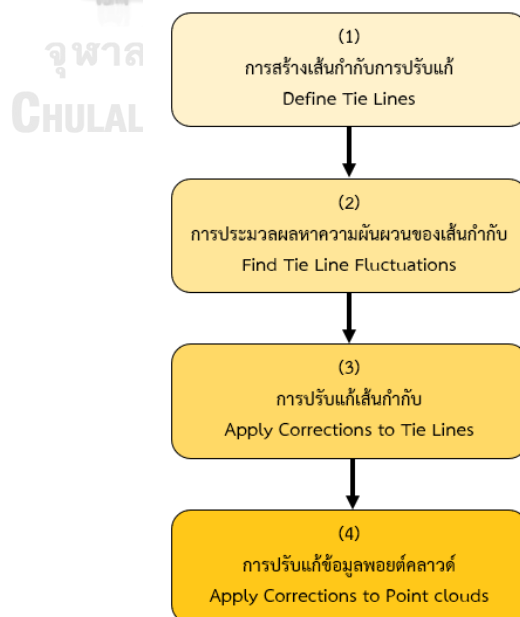 จุฬาล
CHULAL
(1)
การสร้างเส้นกำกับการปรับแก้
Define Tie Lines
(2)
การประมวลผลหาความผันผวนของเส้นกำกับ
Find Tie Line Fluctuations
(3)
การปรับแก้เส้นกำกับ
Apply Corrections to Tie Lines
(4)
การปรับแก้ข้อมูลพอยต์คลาวด์
Apply Corrections to Point clouds